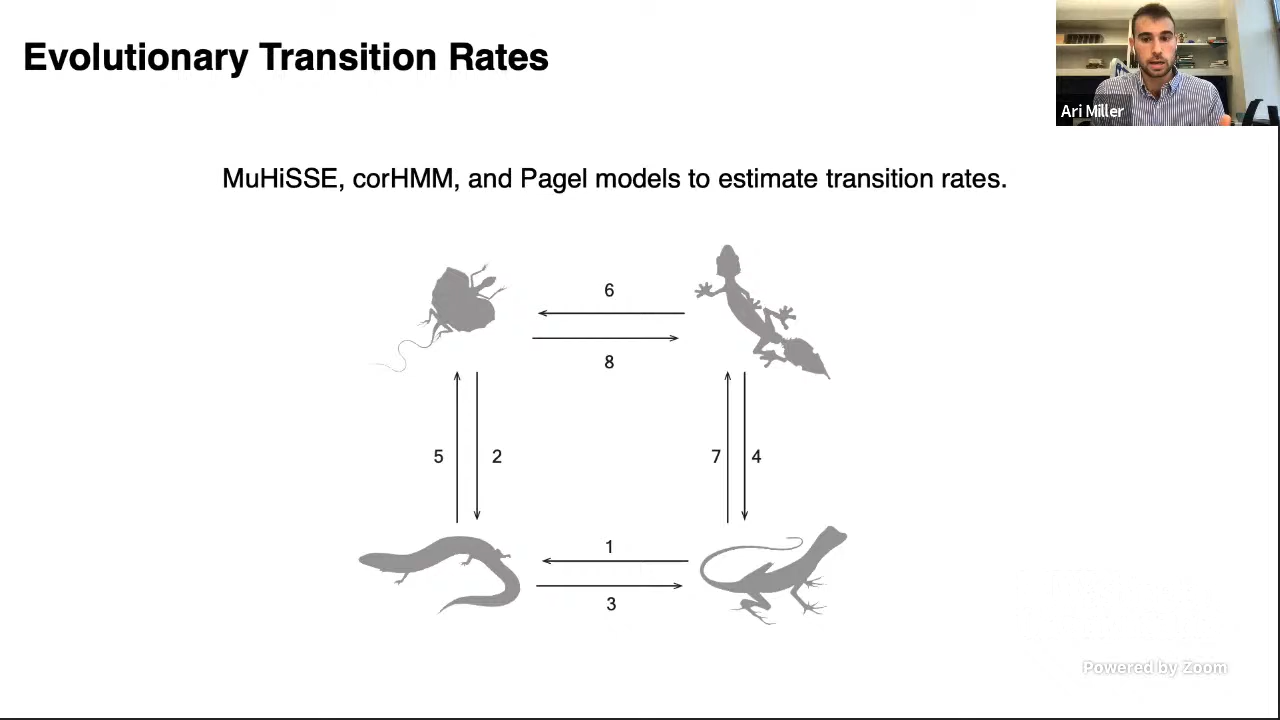 Evolutionary Transition Rates
Ari Miller
MuHiSSE, corHMM, and Pagel models to estimate transition rates.
6
8
5
2
7
4
1
3
Powered by Zoom